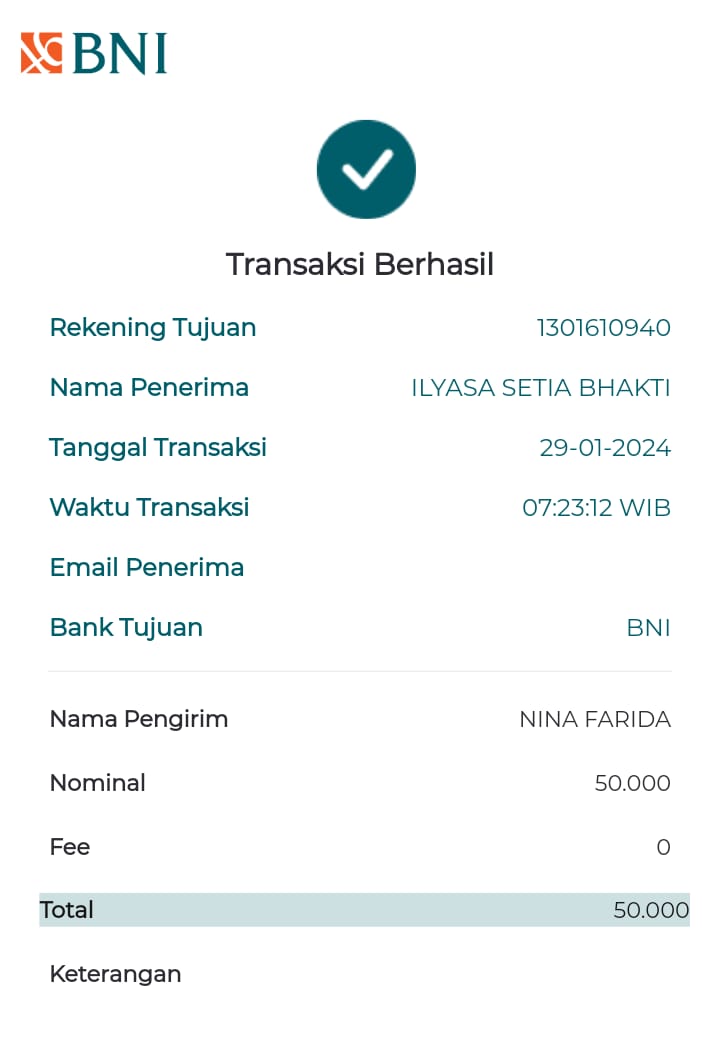 BNI
Transaksi Berhasil
Rekening Tujuan 1301610940
Nama Penerima ILYASA SETIA BHAKTI
Tanggal Transaksi 29-01-2024
Waktu Transaksi 07:23:12 WIB
Email Penerima
Bank Tujuan BNI
Nama Pengirim NINA FARIDA
Nominal 50.000
Fee 0
Total 50.000
Keterangan